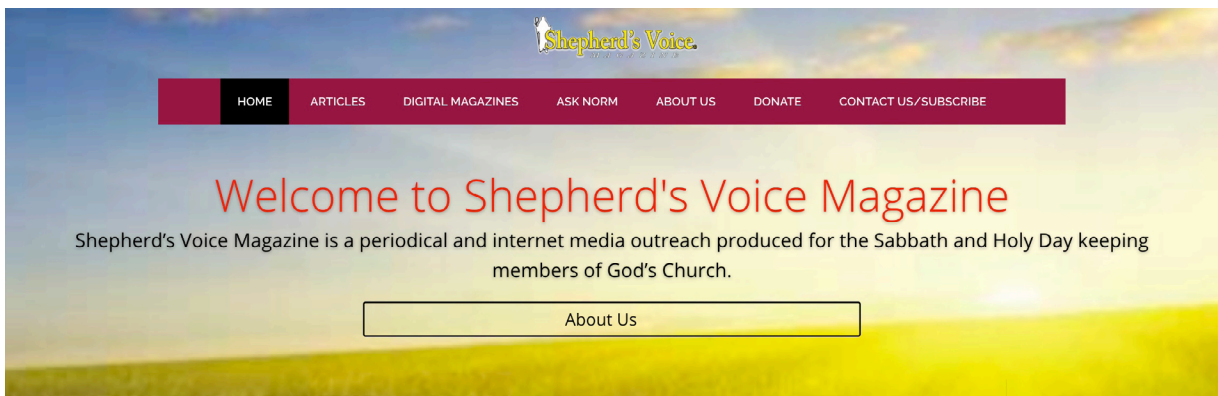 Shepherd's Voice.
MAGAZINE
HOME ARTICLES DIGITAL MAGAZINES ASK NORM ABOUT US DONATE CONTACT US/SUBSCRIBE
Welcome to Shepherd's Voice Magazine
Shepherd's Voice Magazine is a periodical and internet media outreach produced for the Sabbath and Holy Day keeping
members of God's Church.
About Us